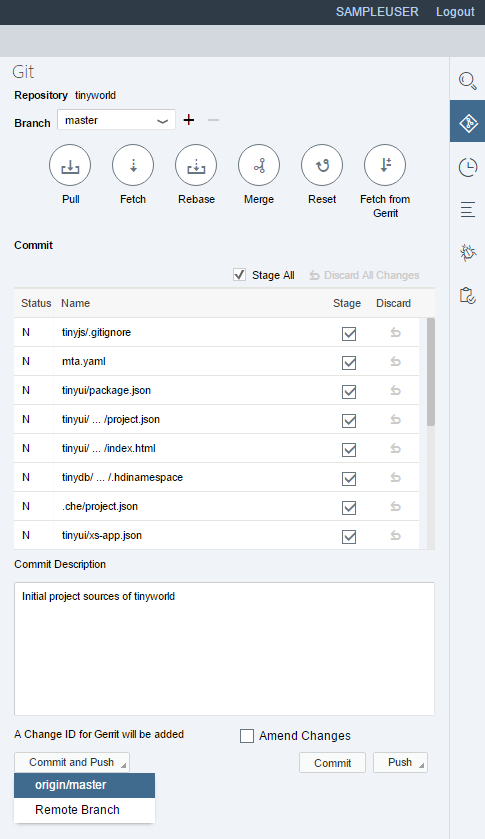 SAMPLEUSER Logout
Git
Repository tinyworld
Branch master
Pull Fetch Rebase Merge Reset Fetch from Gerrit
Commit
Stage All Discard All Changes
Status Name Stage Discard
N tinyjs/.gitignore
N mta.yaml
N tinyui/package.json
N tinyui/ ... /project.json
N tinyui/ ... /index.html
N tinydb/ ... /.hdinamespace
N .che/project.json
N tinyui/xs-app.json
Commit Description
Initial project sources of tinyworld
A Change ID for Gerrit will be added Amend Changes
Commit and Push Commit Push
origin/master
Remote Branch